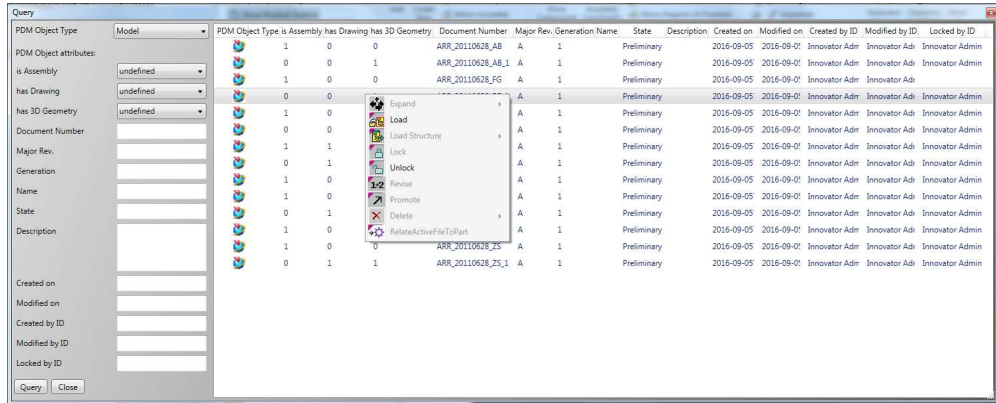 Query
PDM Object Type Model
PDM Object attributes:
is Assembly undefined
has Drawing undefined
has 3D Geometry undefined
Document Number
Major Rev.
Generation
Name
State
Description
Created on
Modified on
Created by ID
Modified by ID
Locked by ID
Query Close
PDM Object Type is Assembly has Drawing has 3D Geometry Document Number Major Rev. Generation Name State Description Created on Modified on Created by ID Modified by ID Locked by ID
1 0 0 ARR_20110628_AB A 1 Preliminary 2016-09-05 2016-09-0 Innovator Adm Innovator Adr Innovator Admin
0 0 1 ARR_20110628_AB_1 A 1 Preliminary 2016-09-05 2016-09-0 Innovator Adm Innovator Adr Innovator Admin
1 0 0 ARR_20110628_FG A 1 Preliminary 2016-09-05 2016-09-0 Innovator Adm Innovator Adr
0 0 A 1 Preliminary 2016-09-05 2016-09-0 Innovator Adm Innovator Adr Innovator Admin
1 0 A 1 Preliminary 2016-09-05 2016-09-0 Innovator Adm Innovator Adr Innovator Admin
0 0 A 1 Preliminary 2016-09-05 2016-09-0 Innovator Adm Innovator Adr Innovator Admin
1 1 A 1 Preliminary 2016-09-05 2016-09-0 Innovator Adm Innovator Adr Innovator Admin
0 1 A 1 Preliminary 2016-09-05 2016-09-0 Innovator Adm Innovator Adr Innovator Admin
1 0 A 1 Preliminary 2016-09-05 2016-09-0 Innovator Adm Innovator Adr Innovator Admin
1 0 A 1 Preliminary 2016-09-05 2016-09-0 Innovator Adm Innovator Adr Innovator Admin
0 1 A 1 Preliminary 2016-09-05 2016-09-0 Innovator Adm Innovator Adr Innovator Admin
1 0 A 1 Preliminary 2016-09-05 2016-09-0 Innovator Adm Innovator Adr Innovator Admin
1 0 0 ARR_20110628_ZS A 1 Preliminary 2016-09-05 2016-09-0 Innovator Adm Innovator Adr Innovator Admin
0 1 1 ARR_20110628_ZS_1 A 1 Preliminary 2016-09-05 2016-09-0 Innovator Adm Innovator Adr Innovator Admin
Expand
Load
Load Structure
Lock
Unlock
1›2 Revise
Promote
Delete
RelateActiveFileToPart